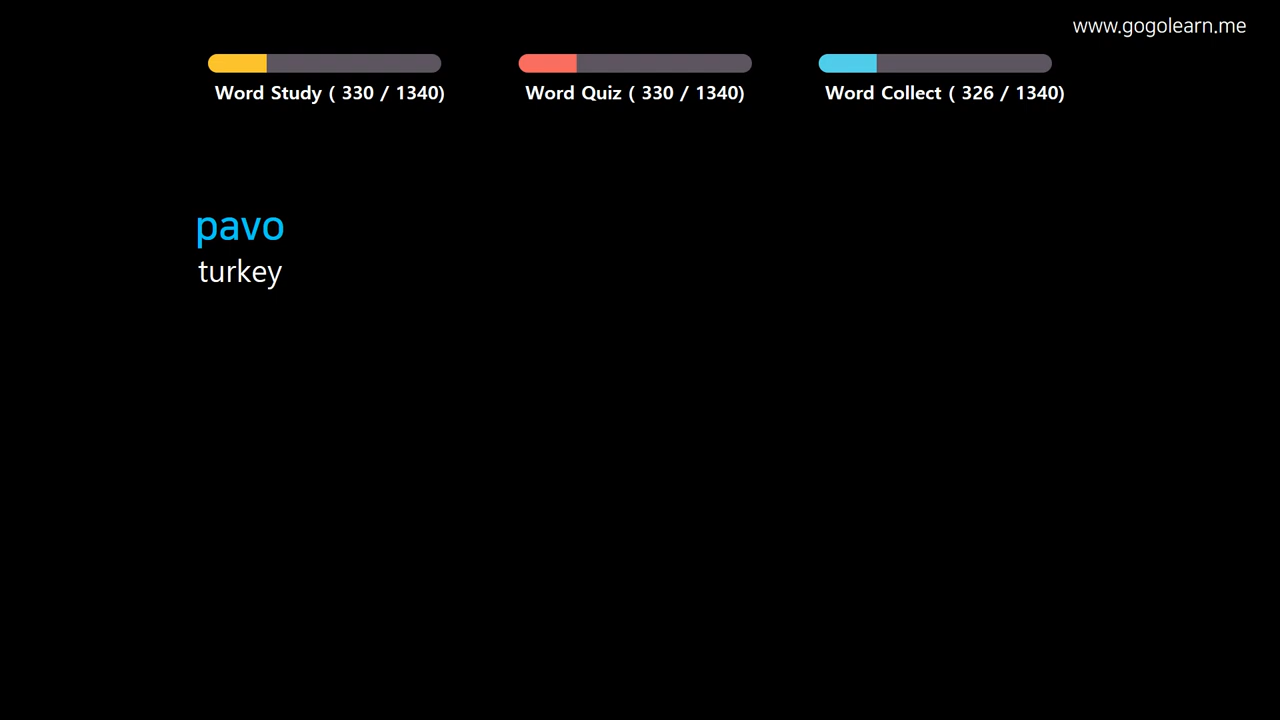 www.gogolearn.me
Word Study ( 330 / 1340)
Word Quiz ( 330 / 1340)
Word Collect ( 326 / 1340)
pavo
turkey